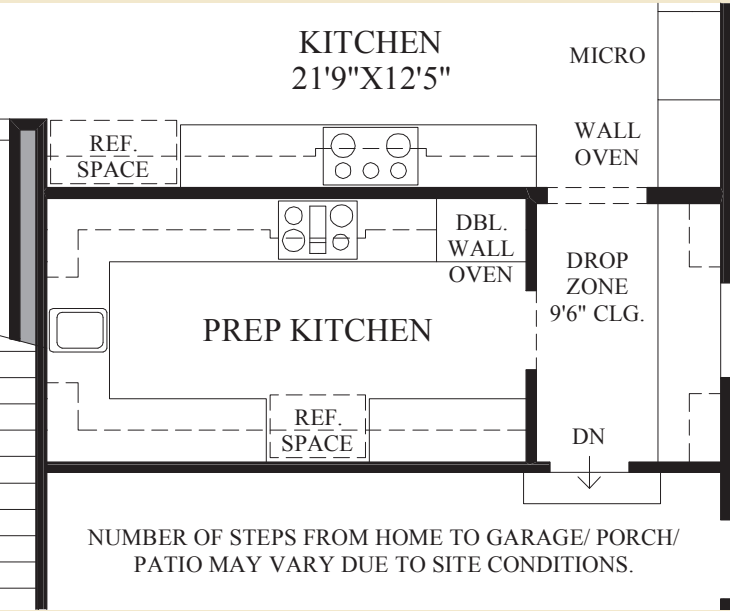 KITCHEN
21'9"X12'5"
MICRO
WALL
OVEN
REF.
SPACE
DBL.
WALL
OVEN
DROP
ZONE
9'6" CLG.
PREP KITCHEN
REF.
SPACE
DN
NUMBER OF STEPS FROM HOME TO GARAGE/ PORCH/
PATIO MAY VARY DUE TO SITE CONDITIONS.